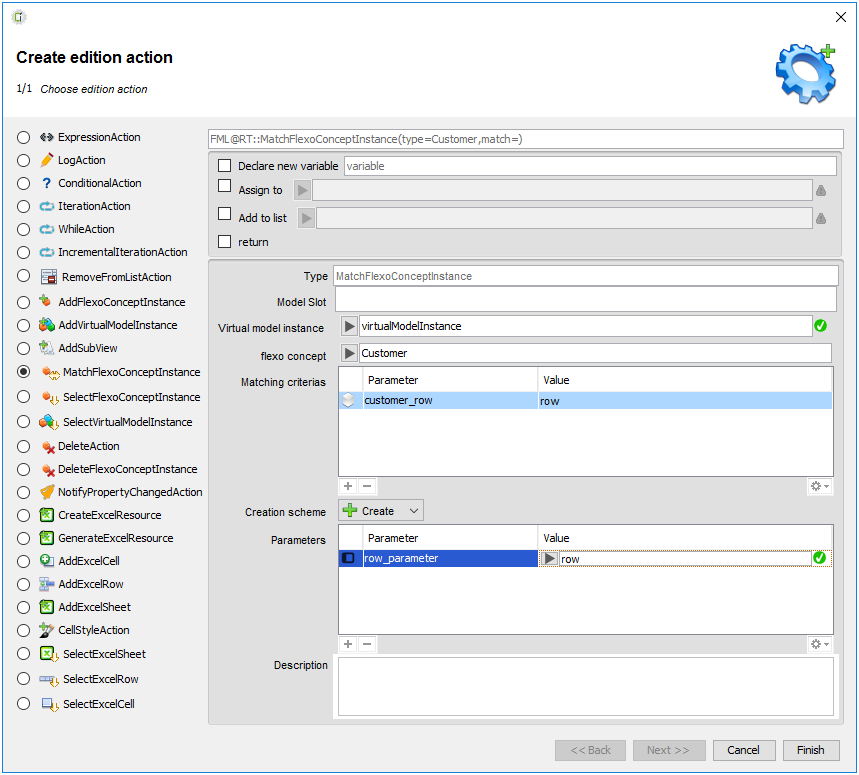 Create edition action
1/1 Choose edition action
ExpressionAction
LogAction
ConditionalAction
IterationAction
WhileAction
IncrementalIterationAction
RemoveFromListAction
AddFlexoConceptInstance
AddVirtualModelInstance
AddSubView
MatchFlexoConceptInstance
SelectFlexoConceptInstance
SelectVirtualModelInstance
DeleteAction
DeleteFlexoConceptInstance
NotifyPropertyChangedAction
CreateExcelResource
GenerateExcelResource
AddExcelCell
AddExcelRow
AddExcelSheet
CellStyleAction
SelectExcelSheet
SelectExcelRow
SelectExcelCell
FML@RT::MatchFlexoConceptInstance(type=Customer,match=)
Declare new variable variable
Assign to
Add to list
return
Type MatchFlexoConceptInstance
Model Slot
Virtual model instance virtualModelInstance
flexo concept Customer
Matching criterias Parameter Value
customer_row row
Creation scheme Create
Parameters Parameter Value
row_parameter row
Description
<< Back Next >> Cancel Finish